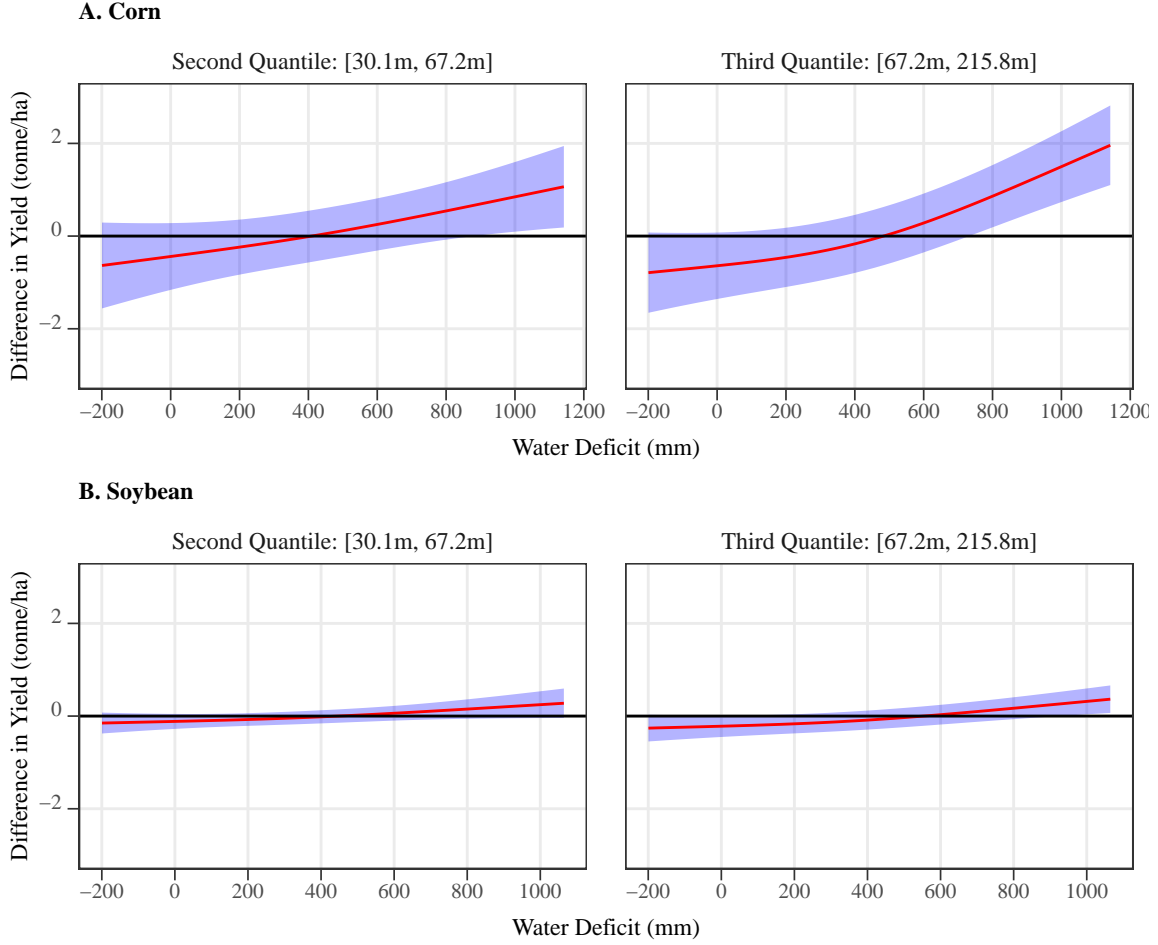 A. Corn
Second Quantile: [30.1m, 67.2m]
Third Quantile: [67.2m, 215.8m]
Difference in Yield (tonne/ha)
2
0
−2
−200 0 200 400 600 800 1000 1200
−200 0 200 400 600 800 1000 1200
Water Deficit (mm)
B. Soybean
Second Quantile: [30.1m, 67.2m]
Third Quantile: [67.2m, 215.8m]
Difference in Yield (tonne/ha)
2
0
−2
−200 0 200 400 600 800 1000
−200 0 200 400 600 800 1000
Water Deficit (mm)